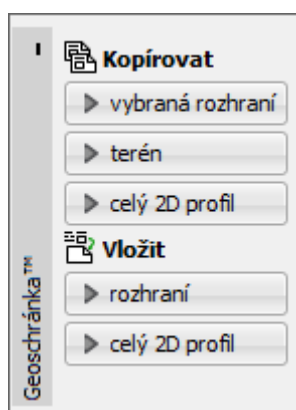 Kopírovat
vybraná rozhraní
terén
celý 2D profil
Vložit
rozhraní
celý 2D profil
Geoschránka™